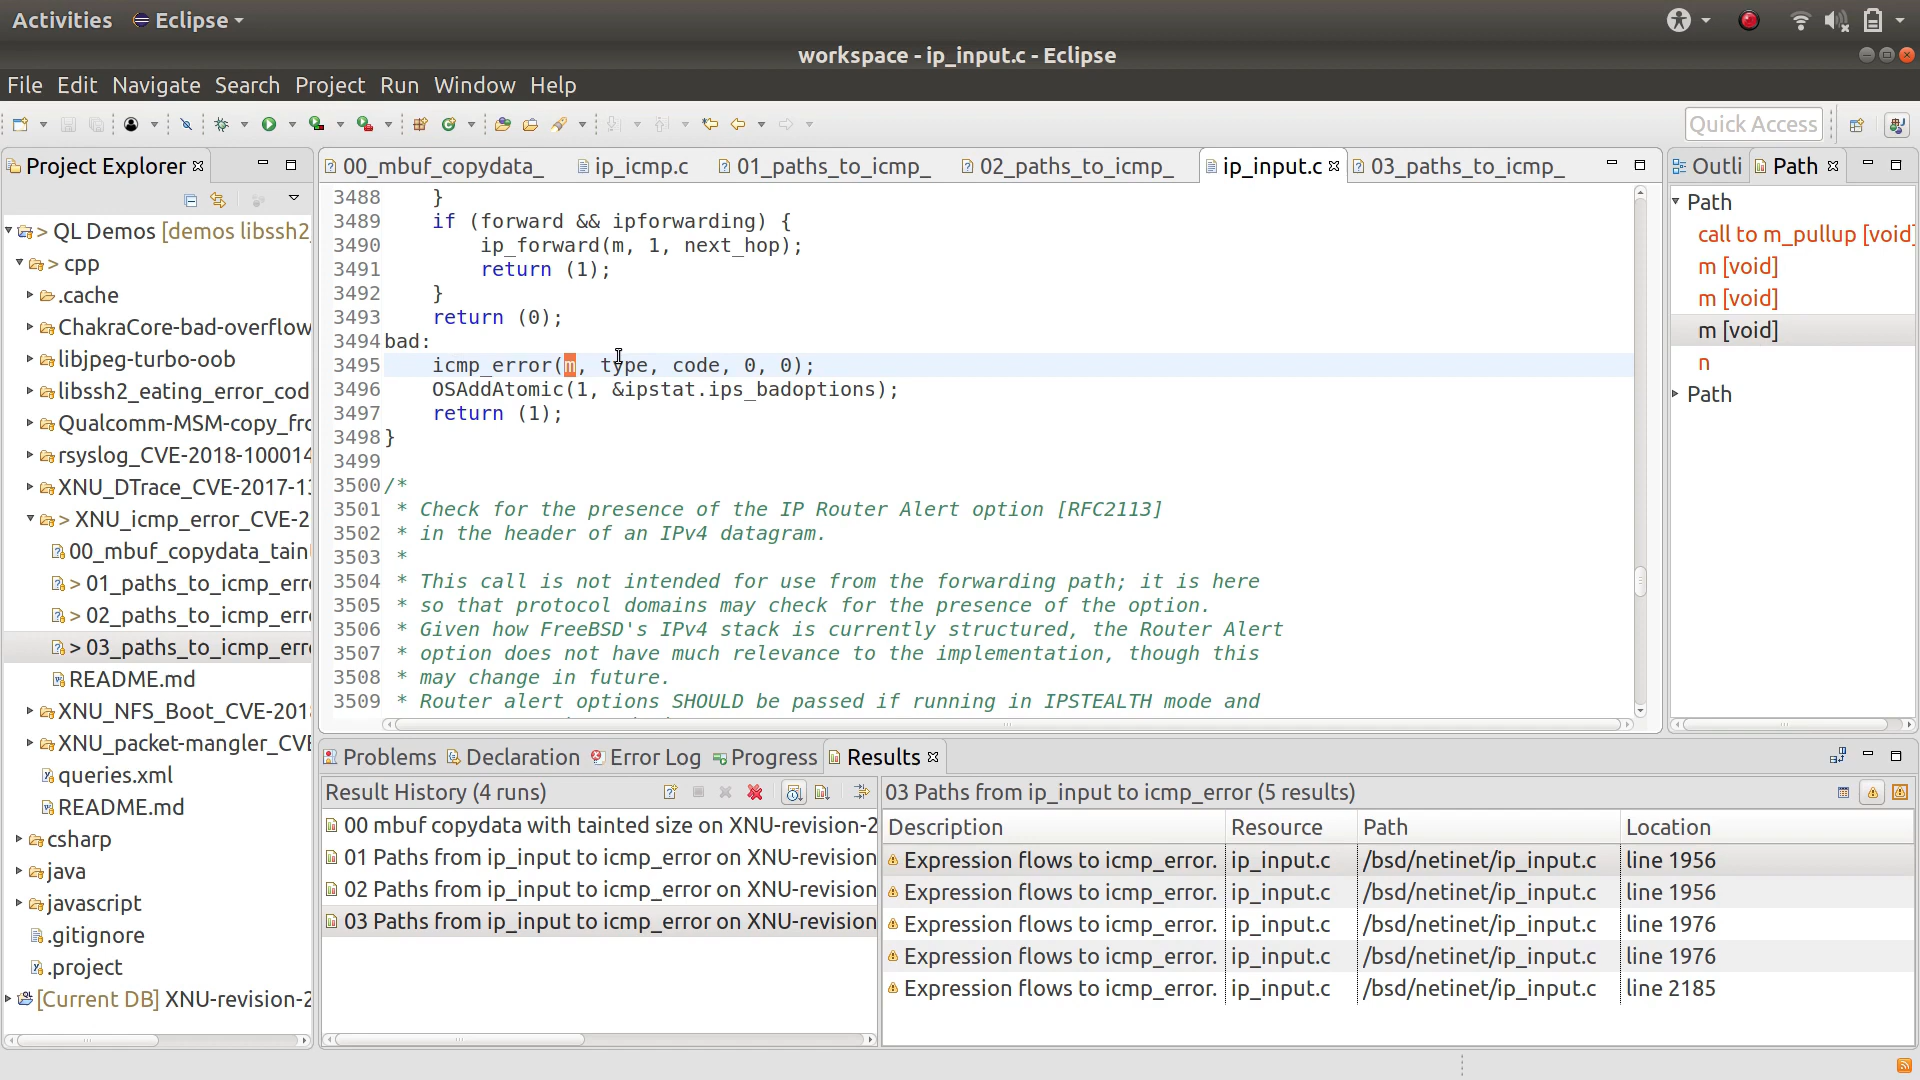 Activities Eclipse
workspace - ip_input.c - Eclipse
File Edit Navigate Search Project Run Window Help
Quick Access
Project Explorer
QL Demos [demos libssh2
> cpp
.cache
ChakraCore-bad-overflow
libjpeg-turbo-oob
libssh2_eating_error_cod
Qualcomm-MSM-copy_fro
rsyslog_CVE-2018-100014
XNU_DTrace_CVE-2017-13
> XNU_icmp_error_CVE-2
00_mbuf_copydata_tain
> 01_paths_to_icmp_erro
> 02_paths_to_icmp_erro
> 03_paths_to_icmp_erro
README.md
XNU_NFS_Boot_CVE-2018
XNU_packet-mangler_CVE
queries.xml
README.md
csharp
java
javascript
.gitignore
.project
[Current DB] XNU-revision-2
00_mbuf_copydata_ ip_icmp.c 01_paths_to_icmp_ 02_paths_to_icmp_ ip_input.c 03_paths_to_icmp_
3488 }
3489 if (forward && ipforwarding) {
3490 ip_forward(m, 1, next_hop);
3491 return (1);
3492 }
3493 return (0);
3494 bad:
3495 icmp_error(m, type, code, 0, 0);
3496 OSAddAtomic(1, &ipstat.ips_badoptions);
3497 return (1);
3498 }
3499
3500 /*
3501 * Check for the presence of the IP Router Alert option [RFC2113]
3502 * in the header of an IPv4 datagram.
3503 *
3504 * This call is not intended for use from the forwarding path; it is here
3505 * so that protocol domains may check for the presence of the option.
3506 * Given how FreeBSD's IPv4 stack is currently structured, the Router Alert
3507 * option does not have much relevance to the implementation, though this
3508 * may change in future.
3509 * Router alert options SHOULD be passed if running in IPSTEALTH mode and
Outli Path
Path
call to m_pullup [void]
m [void]
m [void]
m [void]
n
Path
Problems Declaration Error Log Progress Results
Result History (4 runs)
00 mbuf copydata with tainted size on XNU-revision-2
01 Paths from ip_input to icmp_error on XNU-revision
02 Paths from ip_input to icmp_error on XNU-revision
03 Paths from ip_input to icmp_error on XNU-revision
03 Paths from ip_input to icmp_error (5 results)
Description Resource Path Location
Expression flows to icmp_error. ip_input.c /bsd/netinet/ip_input.c line 1956
Expression flows to icmp_error. ip_input.c /bsd/netinet/ip_input.c line 1956
Expression flows to icmp_error. ip_input.c /bsd/netinet/ip_input.c line 1976
Expression flows to icmp_error. ip_input.c /bsd/netinet/ip_input.c line 1976
Expression flows to icmp_error. ip_input.c /bsd/netinet/ip_input.c line 2185